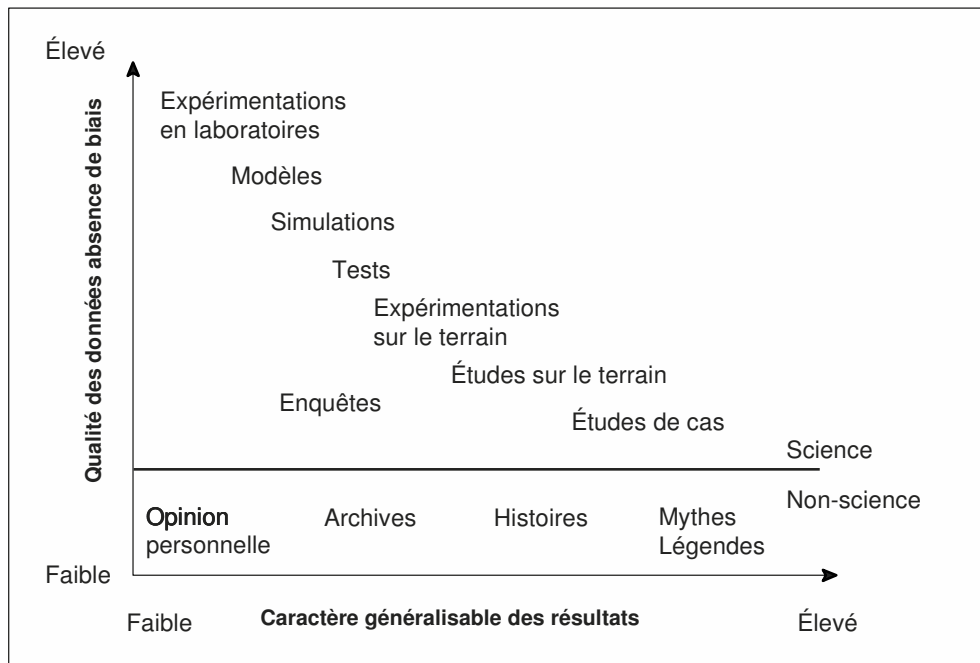 Élevé
Qualité des données absence de biais
Expérimentations
en laboratoires
Modèles
Simulations
Tests
Expérimentations
sur le terrain
Études sur le terrain
Enquêtes
Études de cas
Science
Non-science
Opinion
personnelle
Archives
Histoires
Mythes
Légendes
Faible
Faible
Caractère généralisable des résultats
Élevé